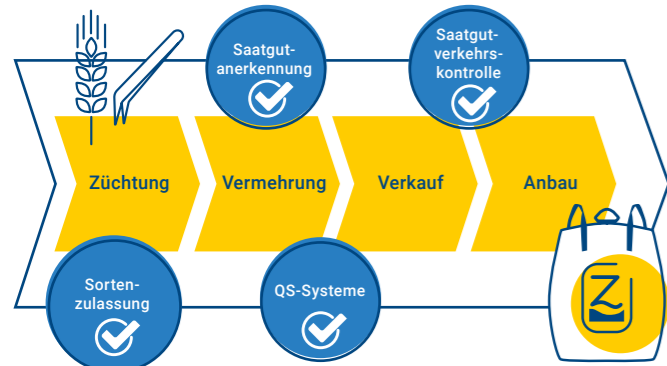 Saatgut-
anerkennung
Saatgut-
verkehrs-
kontrolle
Züchtung
Vermehrung
Verkauf
Anbau
Sorten-
zulassung
QS-Systeme
Z